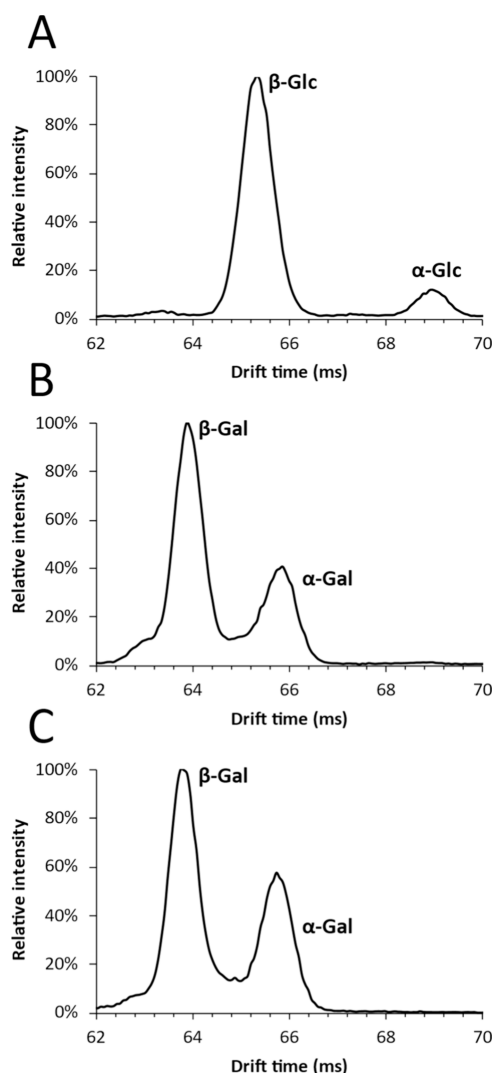 A
Relative intensity
100%
80%
60%
40%
20%
0%
β-Glc
α-Glc
62 64 66 68 70
Drift time (ms)
B
Relative intensity
100%
80%
60%
40%
20%
0%
β-Gal
α-Gal
62 64 66 68 70
Drift time (ms)
C
Relative intensity
100%
80%
60%
40%
20%
0%
β-Gal
α-Gal
62 64 66 68 70
Drift time (ms)